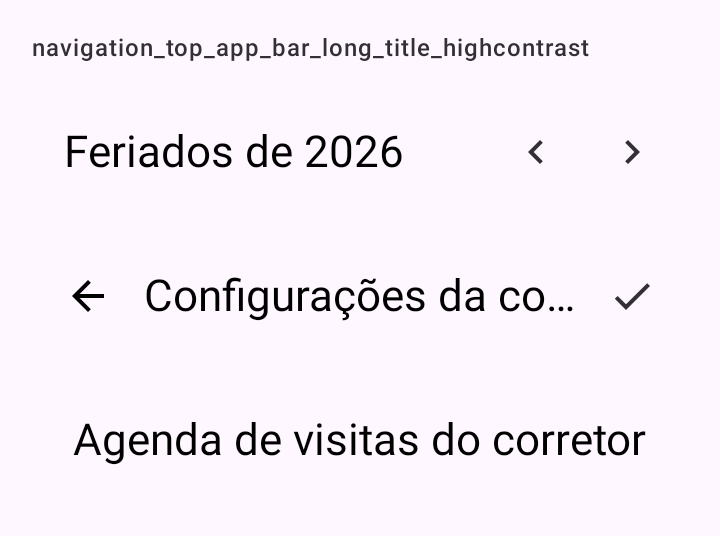 navigation_top_app_bar_long_title_highcontrast
Feriados de 2026
Configurações da co…
Agenda de visitas do corretor